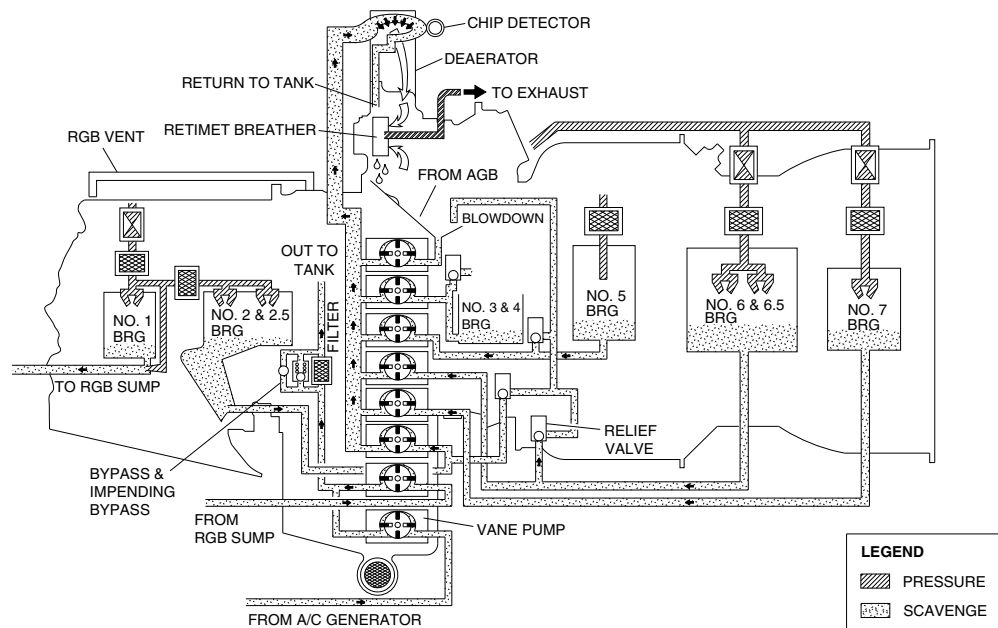 CHIP DETECTOR
DEAERATOR
RETURN TO TANK
TO EXHAUST
RETIMET BREATHER
RGB VENT
FROM AGB
BLOWDOWN
OUT TO
TANK
FILTER
NO. 1
BRG
NO. 2 & 2.5
BRG
NO. 3 & 4
BRG
NO. 5
BRG
NO. 6 & 6.5
BRG
NO. 7
BRG
TO RGB SUMP
RELIEF
VALVE
BYPASS &
IMPENDING
BYPASS
FROM
RGB SUMP
VANE PUMP
FROM A/C GENERATOR
LEGEND
PRESSURE
SCAVENGE